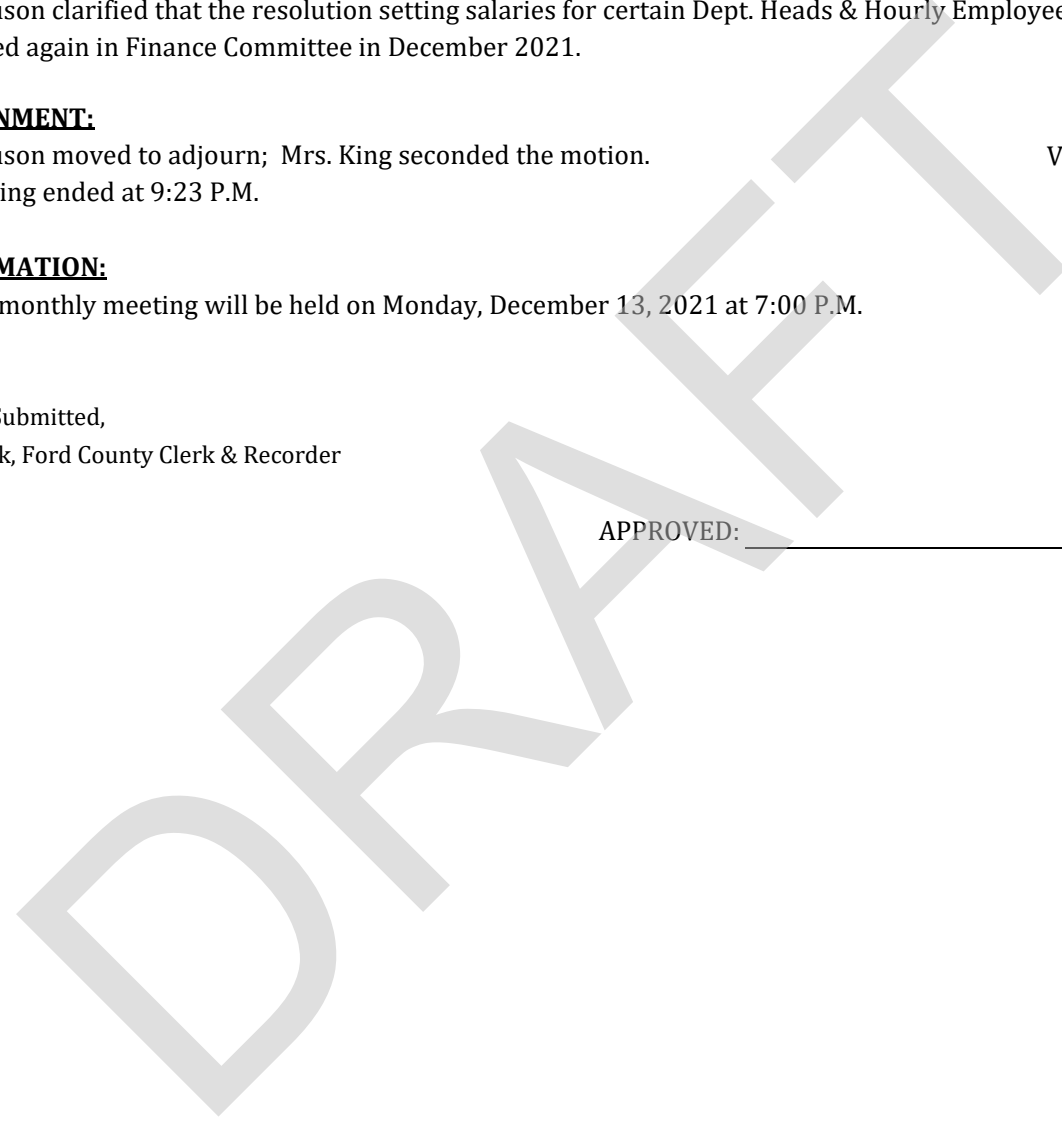 uson clarified that the resolution setting salaries for certain Dept. Heads & Hourly Employee
ed again in Finance Committee in December 2021.
NMENT:
uson moved to adjourn; Mrs. King seconded the motion. V
ing ended at 9:23 P.M.
MATION:
monthly meeting will be held on Monday, December 13, 2021 at 7:00 P.M.
Submitted,
k, Ford County Clerk & Recorder
APPROVED:
DRAFT